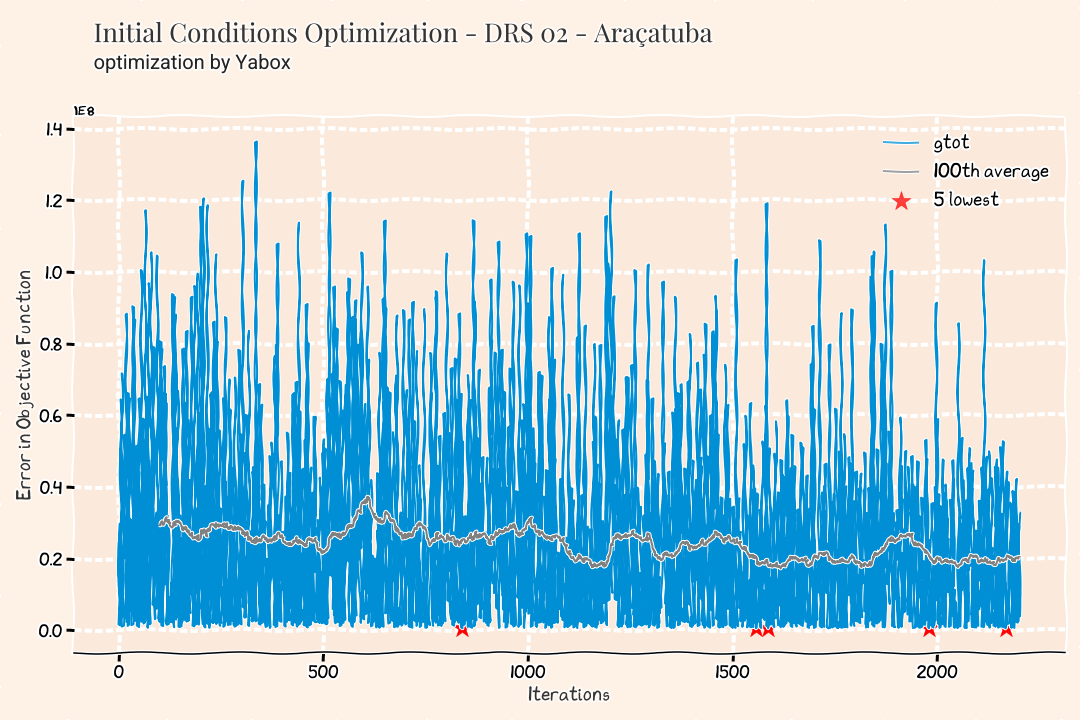 Initial Conditions Optimization - DRS 02 - Araçatuba
optimization by Yabox
1E8
1.4
1.2
1.0
0.8
0.6
0.4
0.2
0.0
Error in Objective Function
gtot
100th average
5 lowest
0 500 1000 1500 2000
Iterations